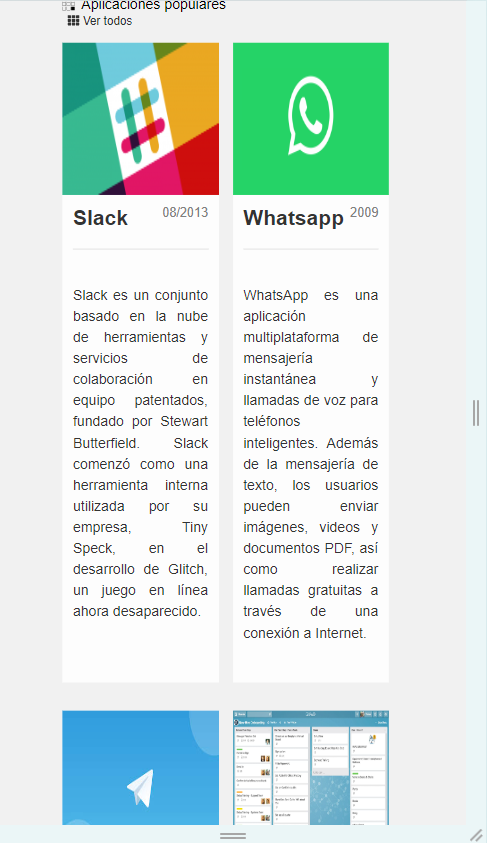 Aplicaciones populares
Ver todos
Slack 08/2013
Slack es un conjunto
basado en la nube
de herramientas y
servicios de
colaboración en
equipo patentados,
fundado por Stewart
Butterfield. Slack
comenzó como una
herramienta interna
utilizada por su
empresa, Tiny
Speck, en el
desarrollo de Glitch,
un juego en línea
ahora desaparecido.
Whatsapp 2009
WhatsApp es una
aplicación
multiplataforma de
mensajería
instantánea y
llamadas de voz para
teléfonos
inteligentes. Además
de la mensajería de
texto, los usuarios
pueden enviar
imágenes, videos y
documentos PDF, así
como realizar
llamadas gratuitas a
través de una
conexión a Internet.